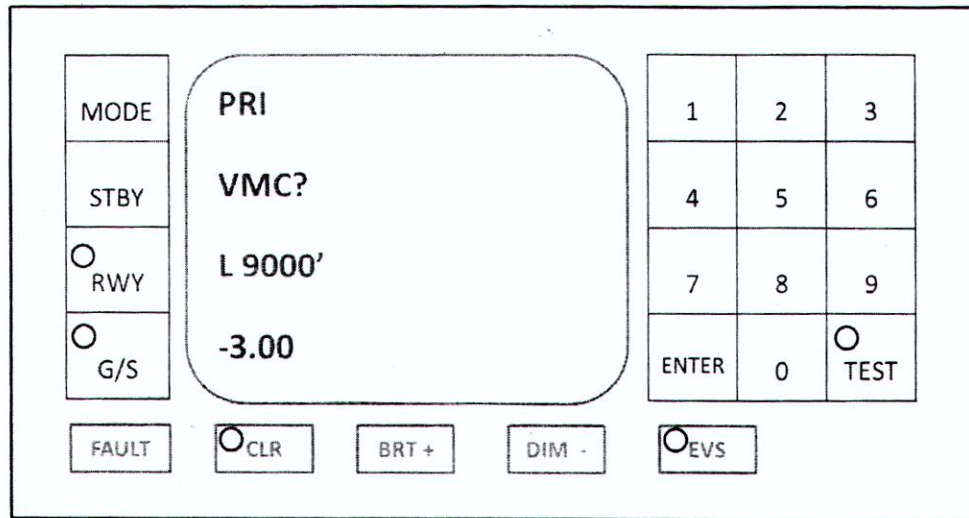 MODE
STBY
RWY
G/S
PRI
VMC?
L 9000’
-3.00
1 2 3
4 5 6
7 8 9
ENTER 0 TEST
FAULT CLR BRT + DIM - EVS